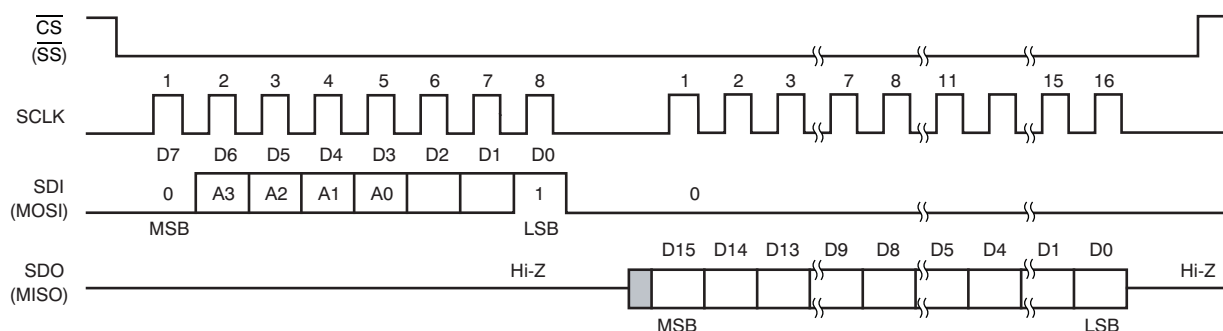 CS
(SS)
1 2 3 4 5 6 7 8 1 2 3 7 8 11 15 16
SCLK
D7 D6 D5 D4 D3 D2 D1 D0
SDI
(MOSI)
0 A3 A2 A1 A0 1 0
MSB LSB
D15 D14 D13 D9 D8 D5 D4 D1 D0
SDO
(MISO)
Hi-Z Hi-Z
MSB LSB